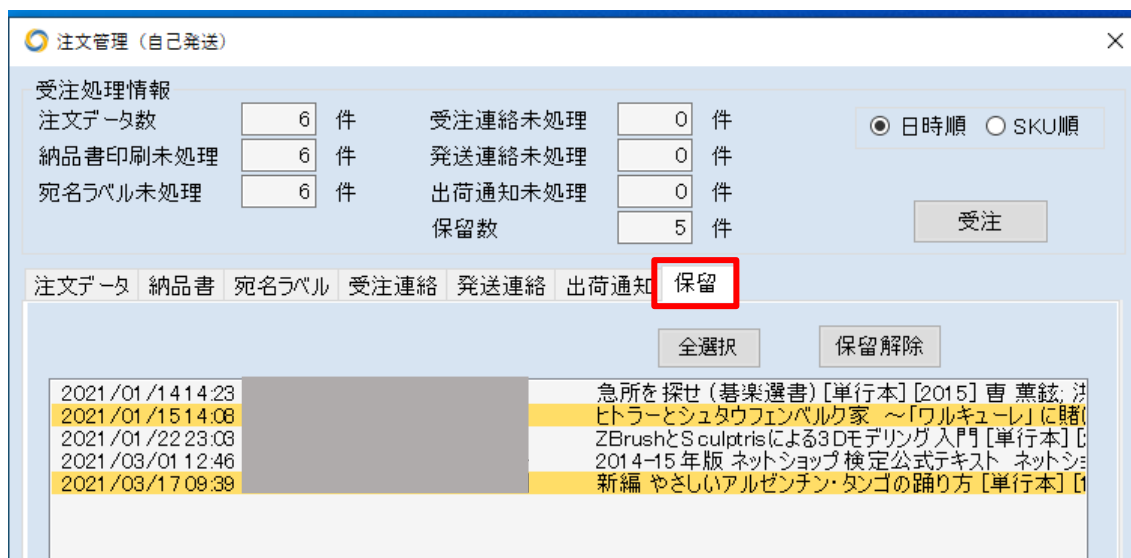 注文管理（自己発送）
受注処理情報
注文データ数 6 件 受注連絡未処理 0 件 日時順 SKU順
納品書印刷未処理 6 件 発送連絡未処理 0 件
宛名ラベル未処理 6 件 出荷通知未処理 0 件
保留数 5 件 受注
注文データ 納品書 宛名ラベル 受注連絡 発送連絡 出荷通知 保留
全選択 保留解除
2021/01/14 14:23 急所を探せ (碁楽選書) [単行本] [2015] 曺 薫鉉;
2021/01/15 14:08 ヒトラーとシュタウフェンベルク家 ～「ワルキューレ」に賭
2021/01/22 23:03 ZBrushとSculptrisによる3Dモデリング入門 [単行本] [
2021/03/01 12:46 2014-15年版 ネットショップ検定公式テキスト ネットショ
2021/03/17 09:39 新編 やさしいアルゼンチン・タンゴの踊り方 [単行本] [1